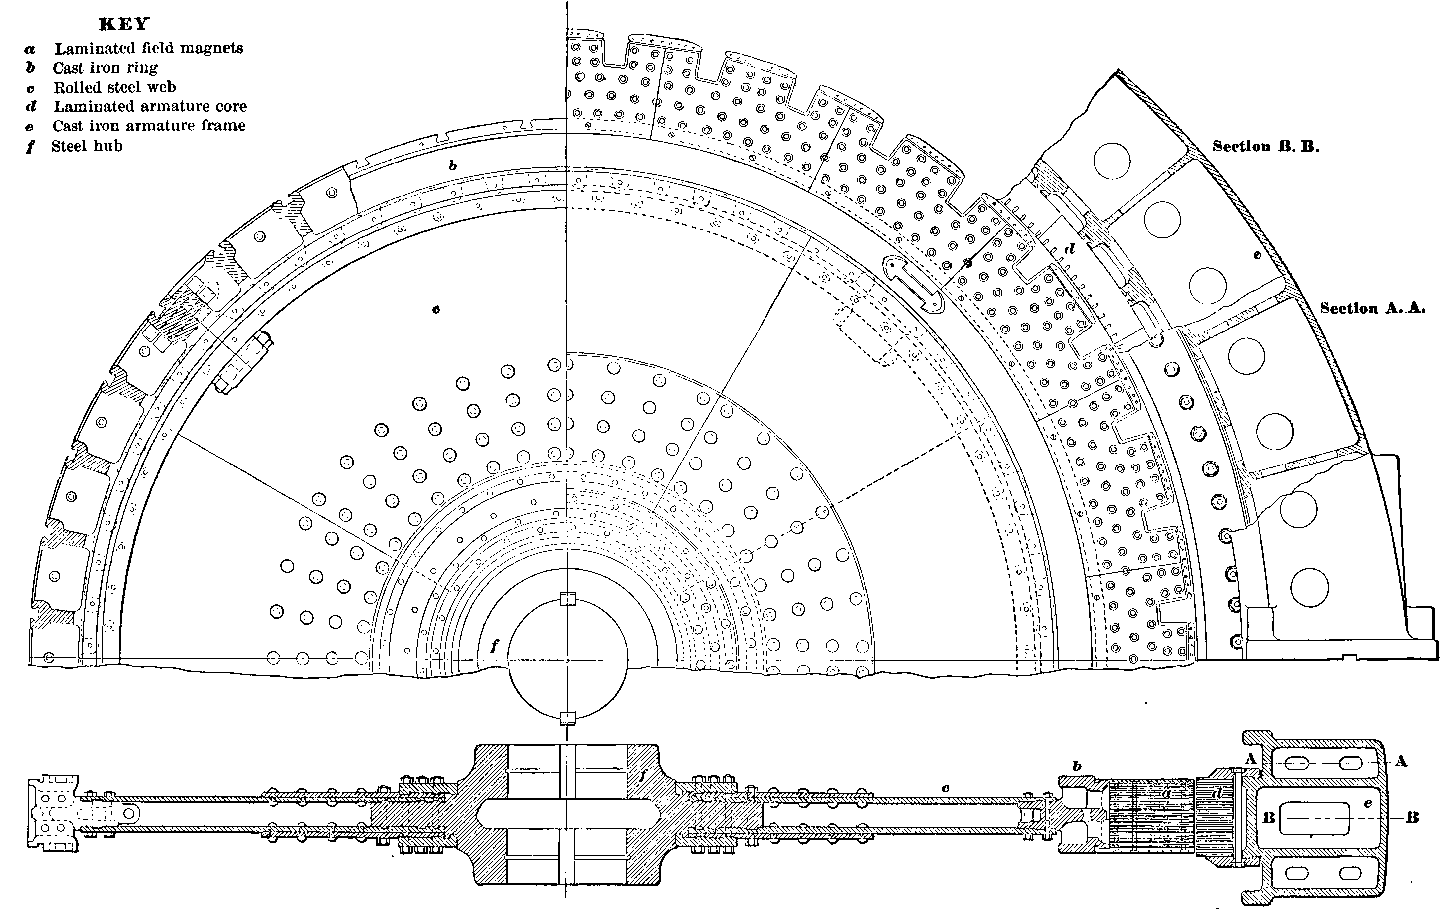 KEY
a Laminated field magnets
b Cast iron ring
c Rolled steel web
d Laminated armature core
e Cast iron armature frame
f Steel hub
b
Section B. B.
d
e
Section A. A.
c
f
A A
b
f c a d e
B B